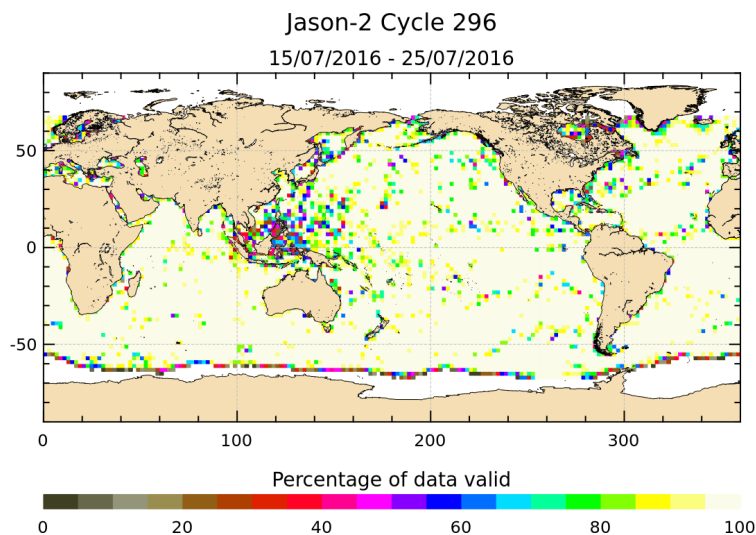 Jason-2 Cycle 296
15/07/2016 - 25/07/2016
50
0
-50
0 100 200 300
Percentage of data valid
0 20 40 60 80 100